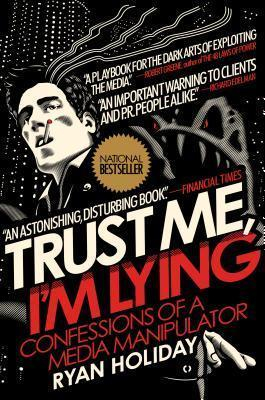 "A PLAYBOOK FOR THE DARK ARTS OF EXPLOITING
THE MEDIA." —ROBERT GREENE, author of THE 48 LAWS OF POWER
"AN IMPORTANT WARNING TO CLIENTS
AND P.R. PEOPLE ALIKE" —RICHARD EDELMAN
NATIONAL
BESTSELLER
"AN ASTONISHING, DISTURBING BOOK." —FINANCIAL TIMES
TRUST ME,
I'M LYING
CONFESSIONS OF A
MEDIA MANIPULATOR
RYAN HOLIDAY